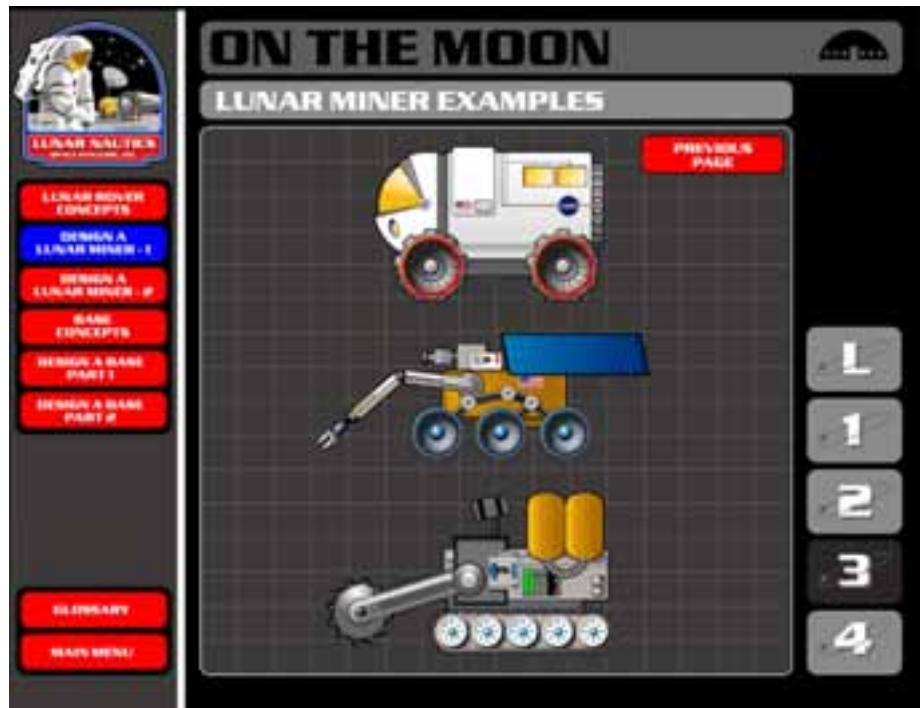 ON THE MOON
LUNAR MINER EXAMPLES
LUNAR NAUTICS
PREVIOUS
PAGE
LUNAR ROVER
CONCEPTS
DESIGN A
LUNAR MINER - 1
DESIGN A
LUNAR MINER - 2
BASE
CONCEPTS
DESIGN A BASE
PART 1
DESIGN A BASE
PART 2
GLOSSARY
MAIN MENU
L
1
2
3
4